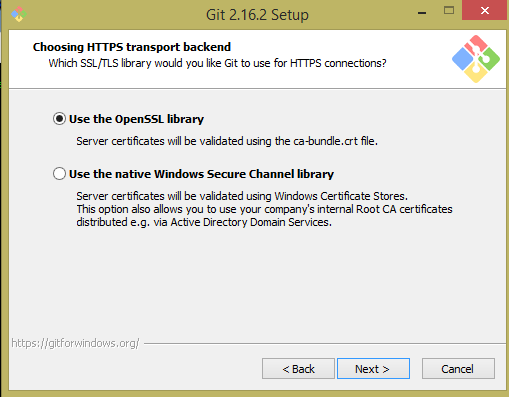 Git 2.16.2 Setup
Choosing HTTPS transport backend
Which SSL/TLS library would you like Git to use for HTTPS connections?
Use the OpenSSL library
Server certificates will be validated using the ca-bundle.crt file.
Use the native Windows Secure Channel library
Server certificates will be validated using Windows Certificate Stores.
This option also allows you to use your company's internal Root CA certificates
distributed e.g. via Active Directory Domain Services.
https://gitforwindows.org/
< Back
Next >
Cancel